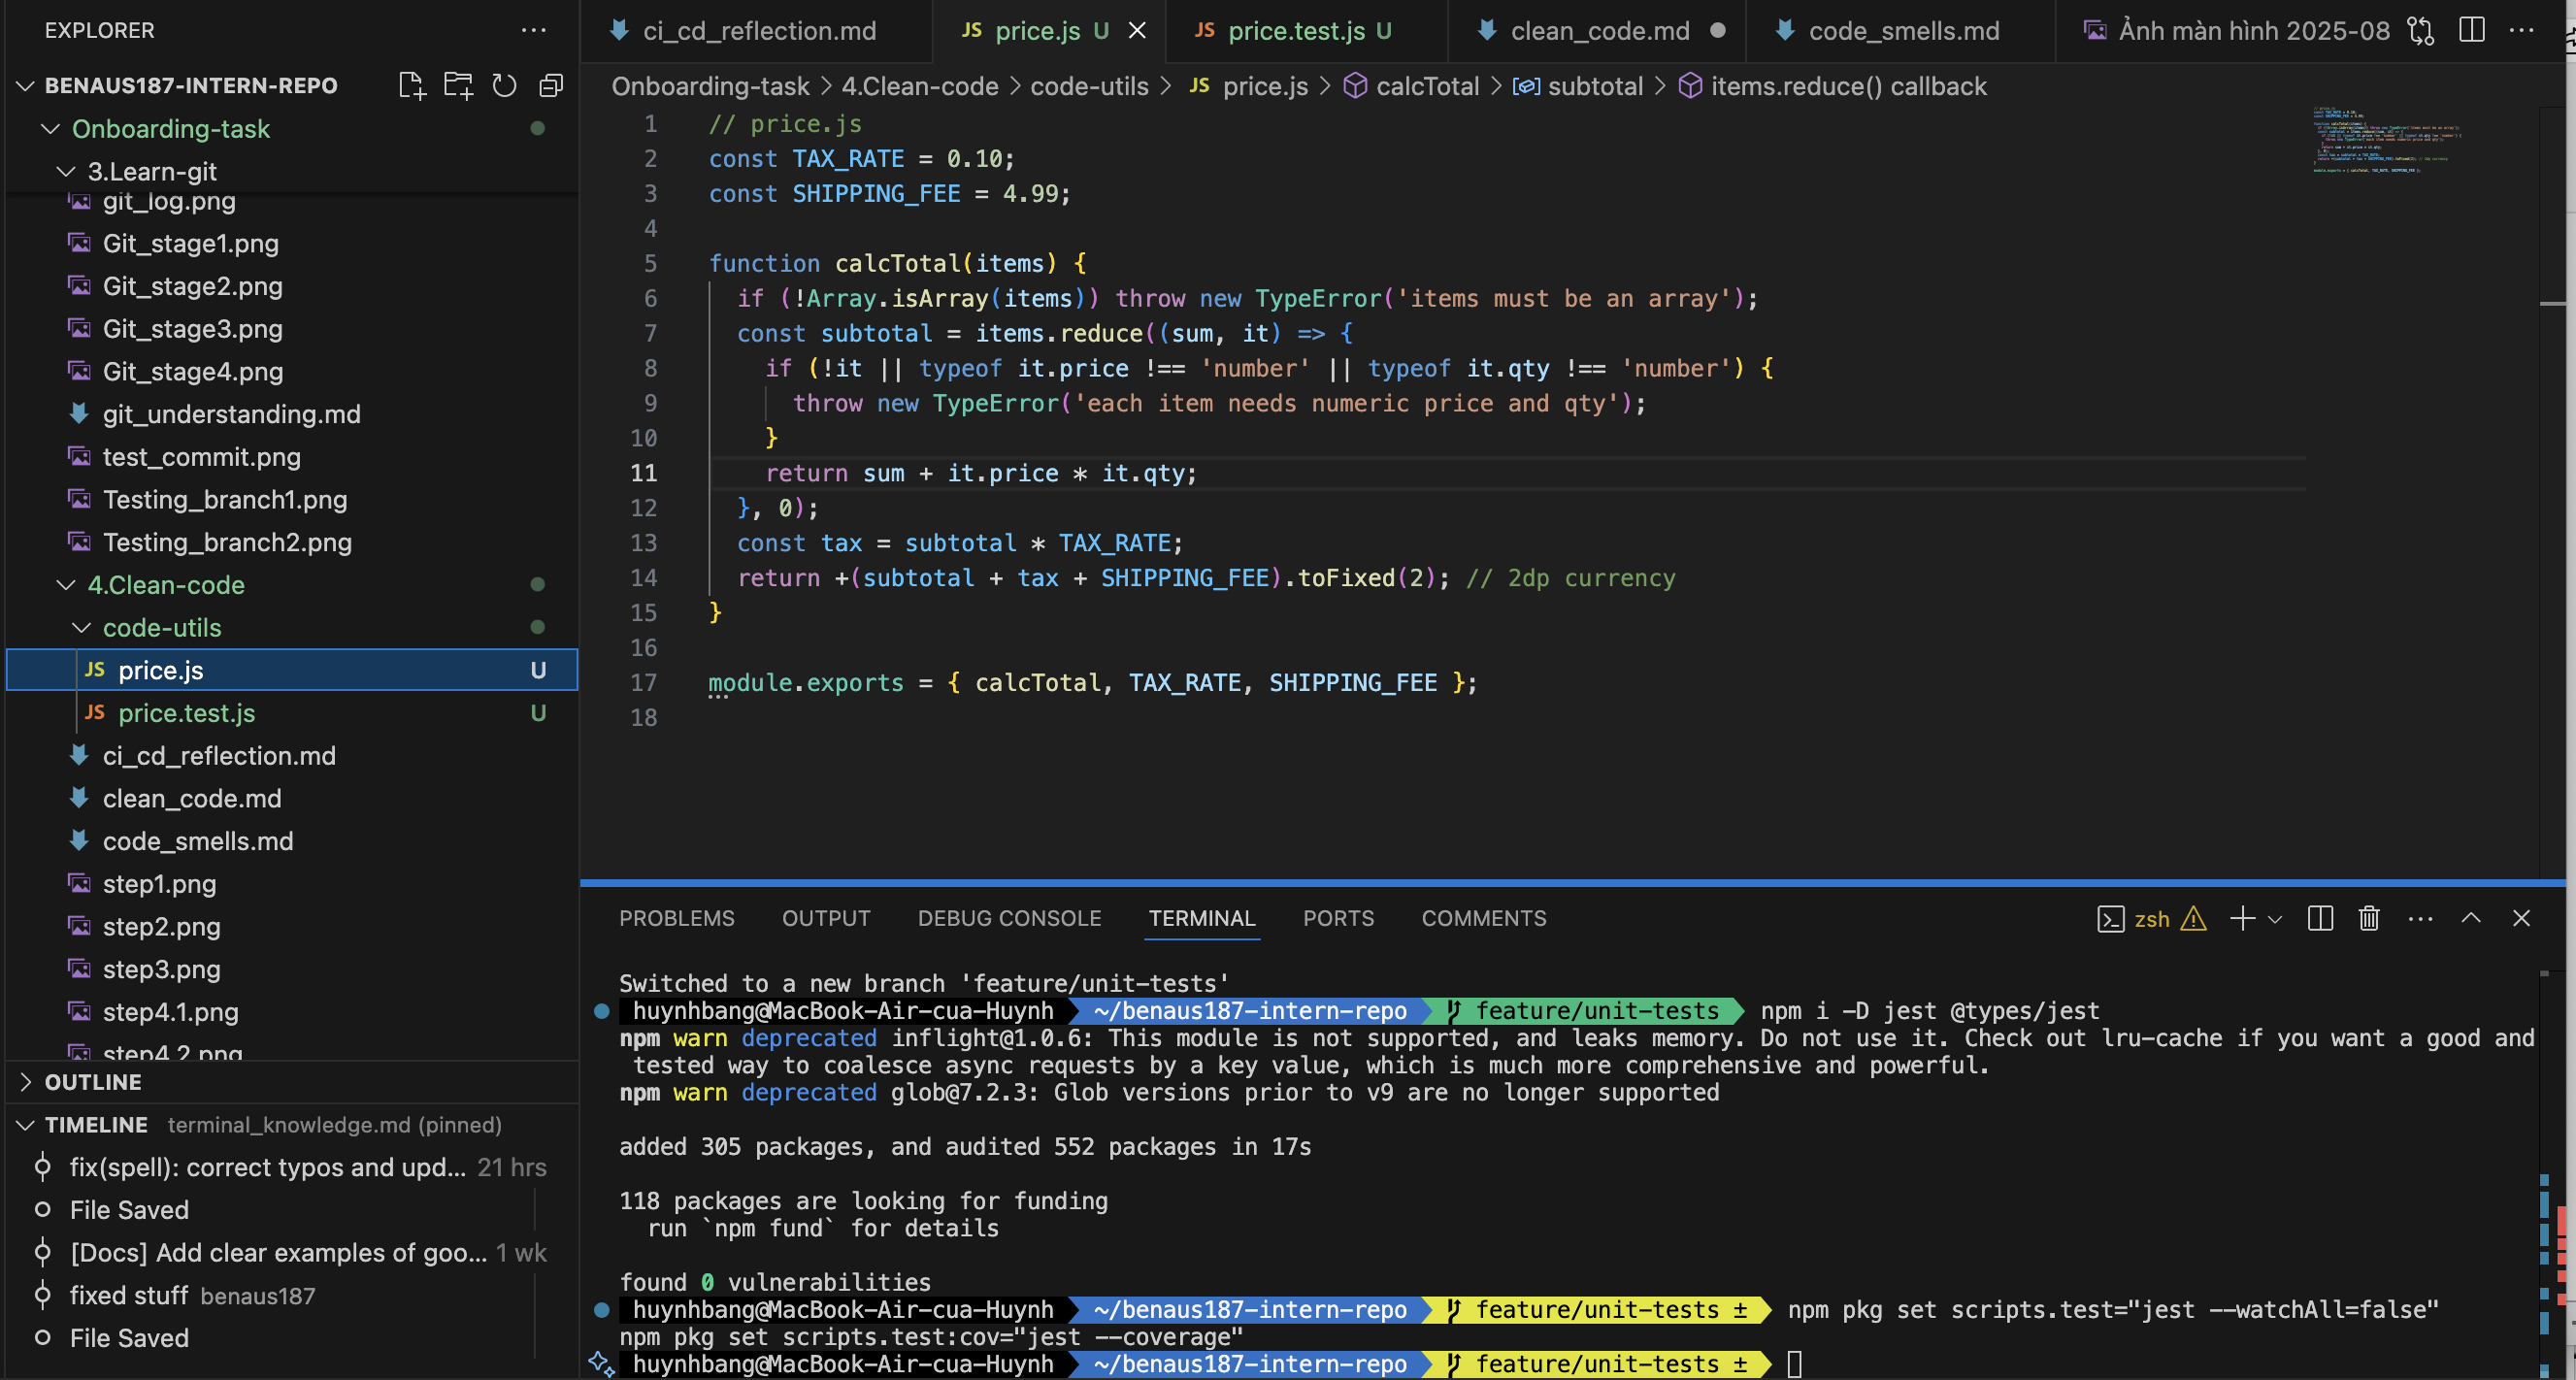 EXPLORER
BENAUS187-INTERN-REPO
Onboarding-task
3.Learn-git
git_log.png
Git_stage1.png
Git_stage2.png
Git_stage3.png
Git_stage4.png
git_understanding.md
test_commit.png
Testing_branch1.png
Testing_branch2.png
4.Clean-code
code-utils
JS price.js U
JS price.test.js U
ci_cd_reflection.md
clean_code.md
code_smells.md
step1.png
step2.png
step3.png
step4.1.png
step4.2.png
OUTLINE
TIMELINE terminal_knowledge.md (pinned)
fix(spell): correct typos and upd... 21 hrs
File Saved
[Docs] Add clear examples of goo... 1 wk
fixed stuff benaus187
File Saved
ci_cd_reflection.md JS price.js U JS price.test.js U clean_code.md code_smells.md Ảnh màn hình 2025-08
Onboarding-task > 4.Clean-code > code-utils > JS price.js > calcTotal > subtotal > items.reduce() callback
1 // price.js
2 const TAX_RATE = 0.10;
3 const SHIPPING_FEE = 4.99;
4
5 function calcTotal(items) {
6 if (!Array.isArray(items)) throw new TypeError('items must be an array');
7 const subtotal = items.reduce((sum, it) => {
8 if (!it || typeof it.price !== 'number' || typeof it.qty !== 'number') {
9 throw new TypeError('each item needs numeric price and qty');
10 }
11 return sum + it.price * it.qty;
12 }, 0);
13 const tax = subtotal * TAX_RATE;
14 return +(subtotal + tax + SHIPPING_FEE).toFixed(2); // 2dp currency
15 }
16
17 module.exports = { calcTotal, TAX_RATE, SHIPPING_FEE };
18
PROBLEMS OUTPUT DEBUG CONSOLE TERMINAL PORTS COMMENTS
zsh
Switched to a new branch 'feature/unit-tests'
huynhbang@MacBook-Air-cua-Huynh ~/benaus187-intern-repo feature/unit-tests npm i -D jest @types/jest
npm warn deprecated inflight@1.0.6: This module is not supported, and leaks memory. Do not use it. Check out lru-cache if you want a good and
tested way to coalesce async requests by a key value, which is much more comprehensive and powerful.
npm warn deprecated glob@7.2.3: Glob versions prior to v9 are no longer supported
added 305 packages, and audited 552 packages in 17s
118 packages are looking for funding
run `npm fund` for details
found 0 vulnerabilities
huynhbang@MacBook-Air-cua-Huynh ~/benaus187-intern-repo feature/unit-tests ± npm pkg set scripts.test="jest --watchAll=false"
npm pkg set scripts.test:cov="jest --coverage"
huynhbang@MacBook-Air-cua-Huynh ~/benaus187-intern-repo feature/unit-tests ±